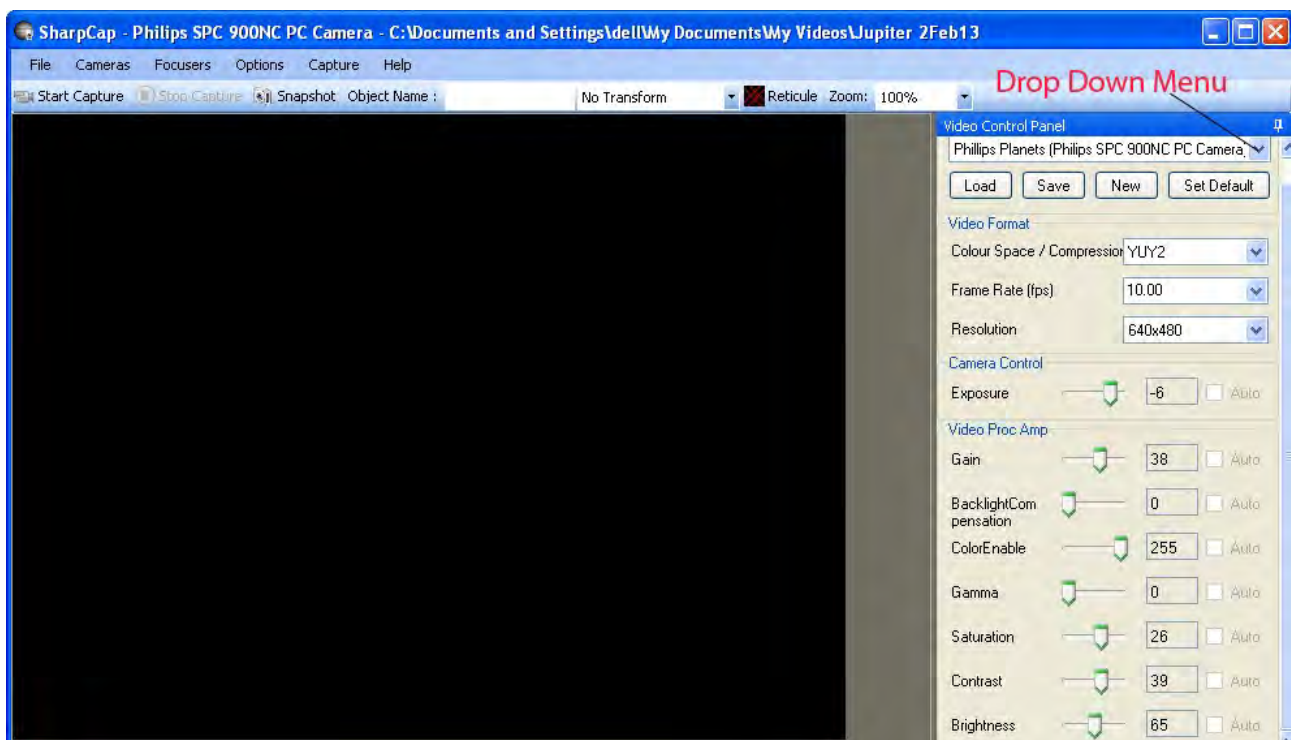 SharpCap - Philips SPC 900NC PC Camera - C:\Documents and Settings\dell\My Documents\My Videos\Jupiter 2Feb13
File Cameras Focusers Options Capture Help
Start Capture Stop Capture Snapshot Object Name : No Transform Reticule Zoom: 100%
Drop Down Menu
Video Control Panel
Phillips Planets (Philips SPC 900NC PC Camera)
Load Save New Set Default
Video Format
Colour Space / Compression YUY2
Frame Rate (fps) 10.00
Resolution 640x480
Camera Control
Exposure -6 Auto
Video Proc Amp
Gain 38 Auto
BacklightCom 0 Auto
pensation
ColorEnable 255 Auto
Gamma 0 Auto
Saturation 26 Auto
Contrast 39 Auto
Brightness 65 Auto